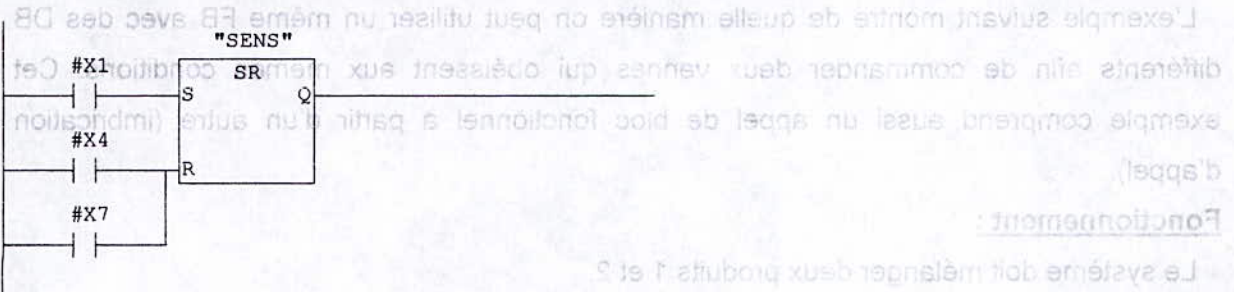 L'exemple suivant montre de quelle manière on peut utiliser un même FB avec des DB
"SENS"
#X1
SR
différents afin de commander deux vannes qui obéissent aux mêmes conditions. Cet
S Q
exemple comprend aussi un appel de bloc fonctionnel à partir d'un autre (imbrication
#X4
R
d'appel).
#X7
Fonctionnement :
Le système doit mélanger deux produits 1 et 2.